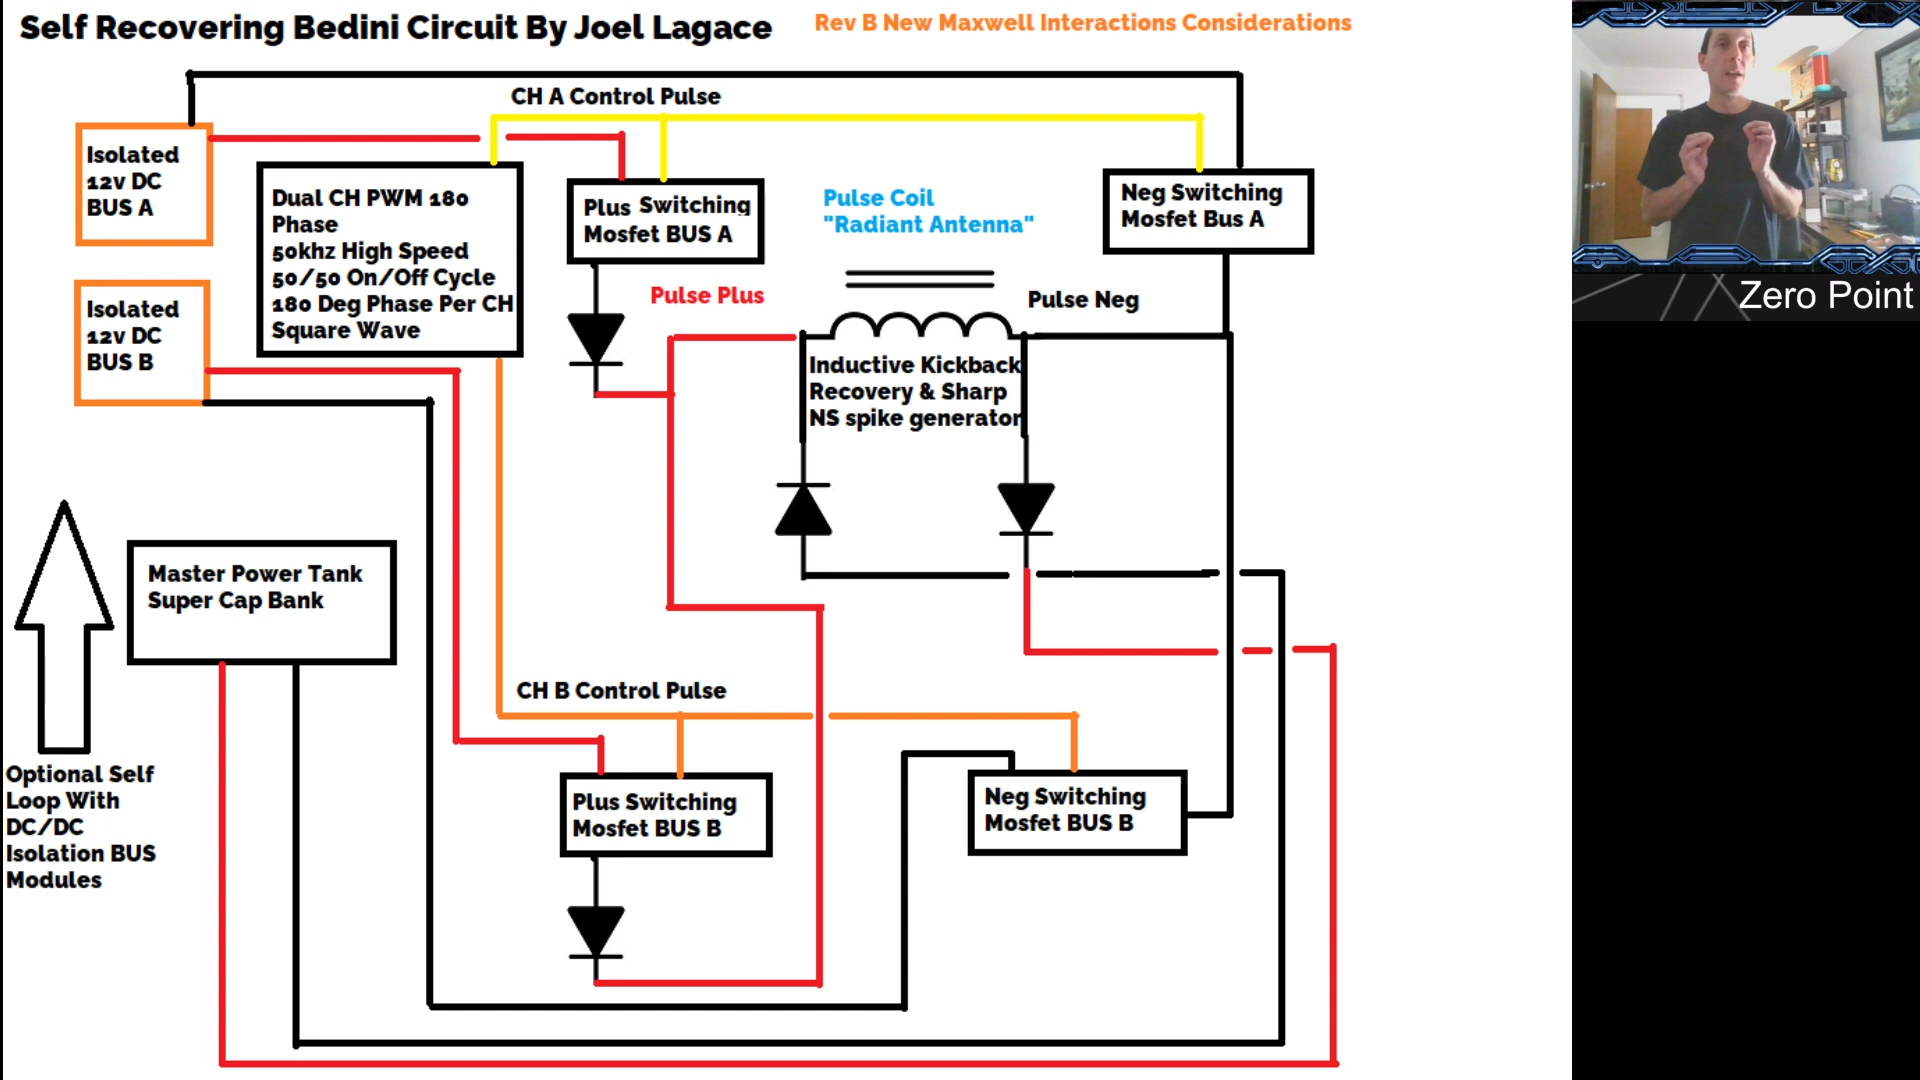 Self Recovering Bedini Circuit By Joel Lagace
Rev B New Maxwell Interactions Considerations
CH A Control Pulse
Isolated
12v DC
BUS A
Dual CH PWM 180
Phase
50khz High Speed
50/50 On/Off Cycle
180 Deg Phase Per CH
Square Wave
Plus Switching
Mosfet BUS A
Pulse Coil
"Radiant Antenna"
Neg Switching
Mosfet Bus A
Zero Point
Isolated
12v DC
BUS B
Pulse Plus
Pulse Neg
Inductive Kickback
Recovery & Sharp
NS spike generator
Master Power Tank
Super Cap Bank
CH B Control Pulse
Optional Self
Loop With
DC/DC
Isolation BUS
Modules
Plus Switching
Mosfet BUS B
Neg Switching
Mosfet BUS B